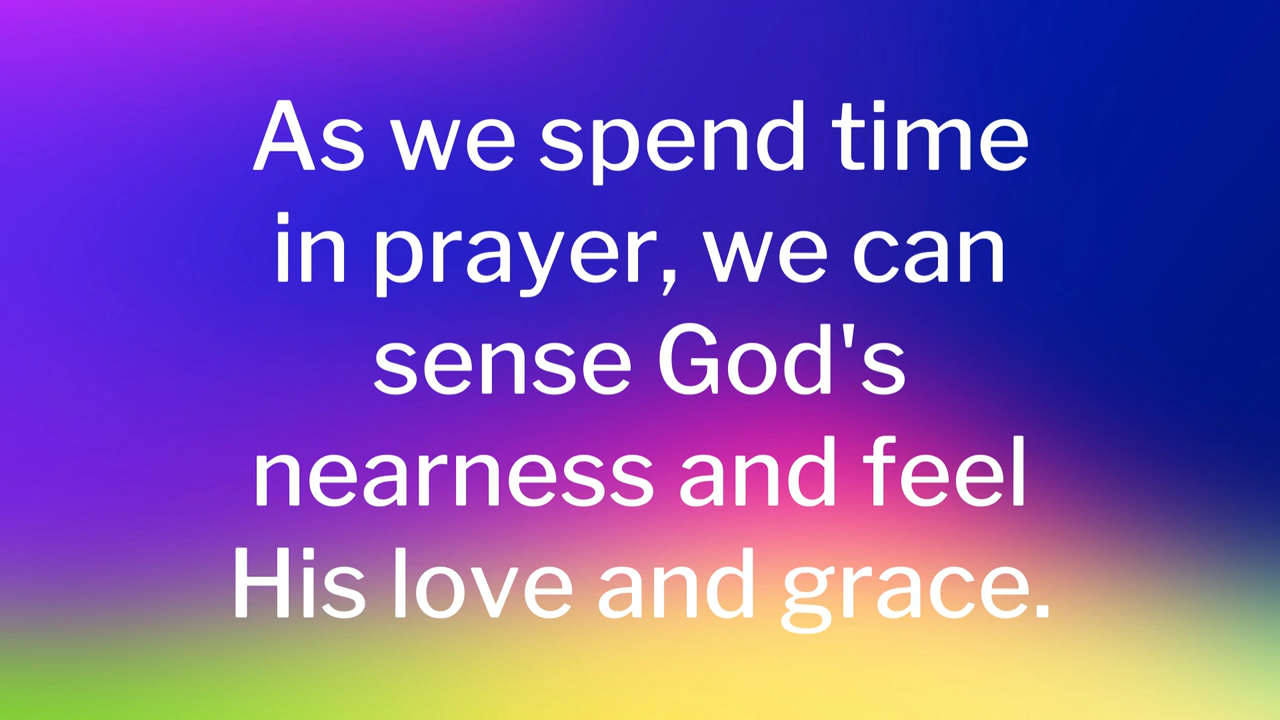 As we spend time
in prayer, we can
sense God's
nearness and feel
His love and grace.